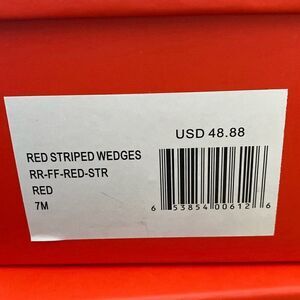 USD 48.88
RED STRIPED WEDGES
RR-FF-RED-STR
RED
7M
6 53854 00612 6